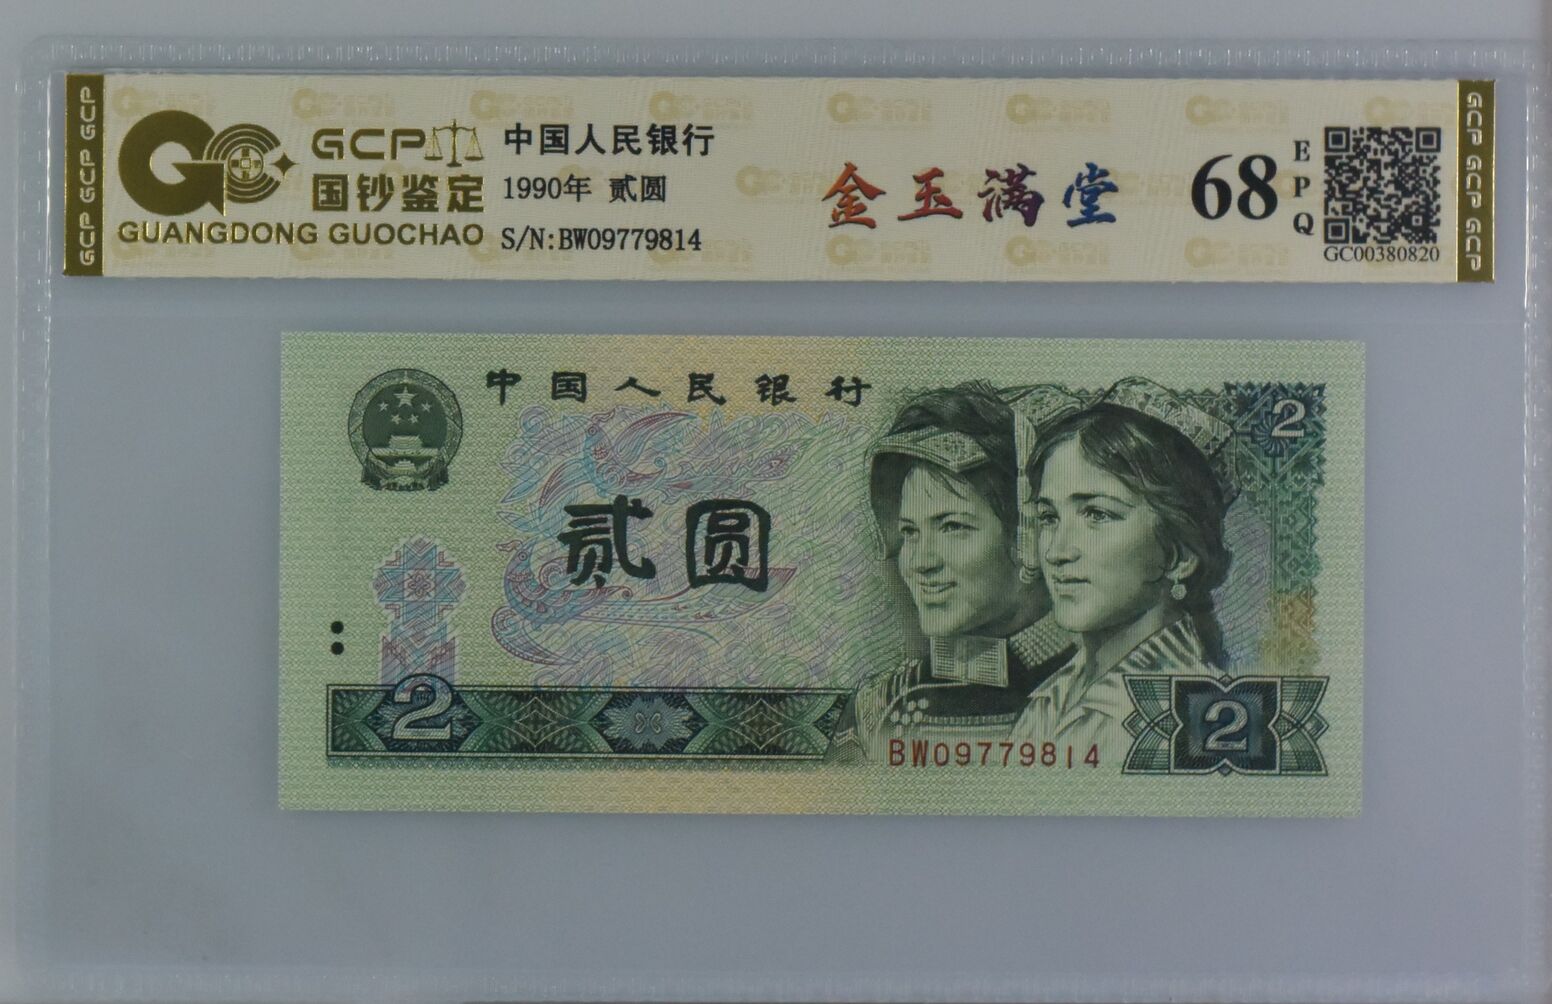 GCP GCP GCP
GCP
国钞鉴定
GUANGDONG GUOCHAO
中国人民银行
1990年 贰圆
S/N:BW09779814
金玉满堂
68
EPQ
GC00380820
GCP GCP GCP
中国人民银行
2
贰圆
2
BW09779814
2